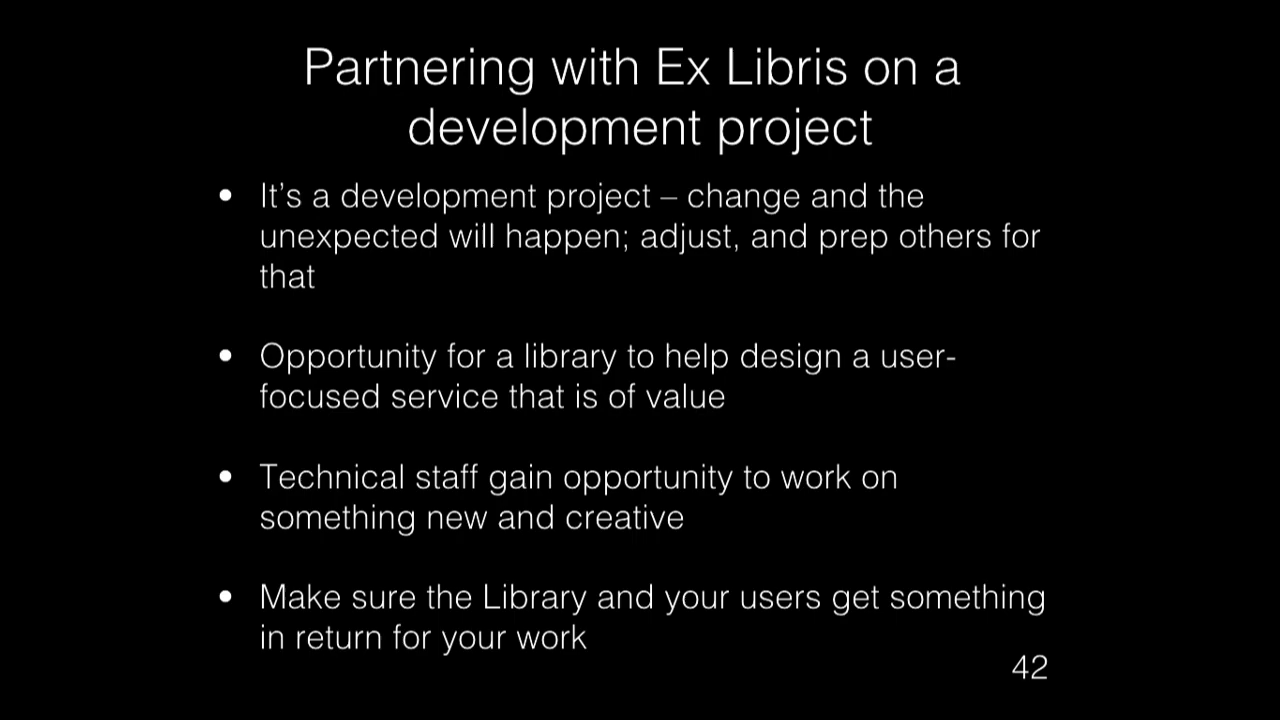 Partnering with Ex Libris on a
development project
• It's a development project – change and the
unexpected will happen; adjust, and prep others for
that
• Opportunity for a library to help design a user-
focused service that is of value
• Technical staff gain opportunity to work on
something new and creative
• Make sure the Library and your users get something
in return for your work
42